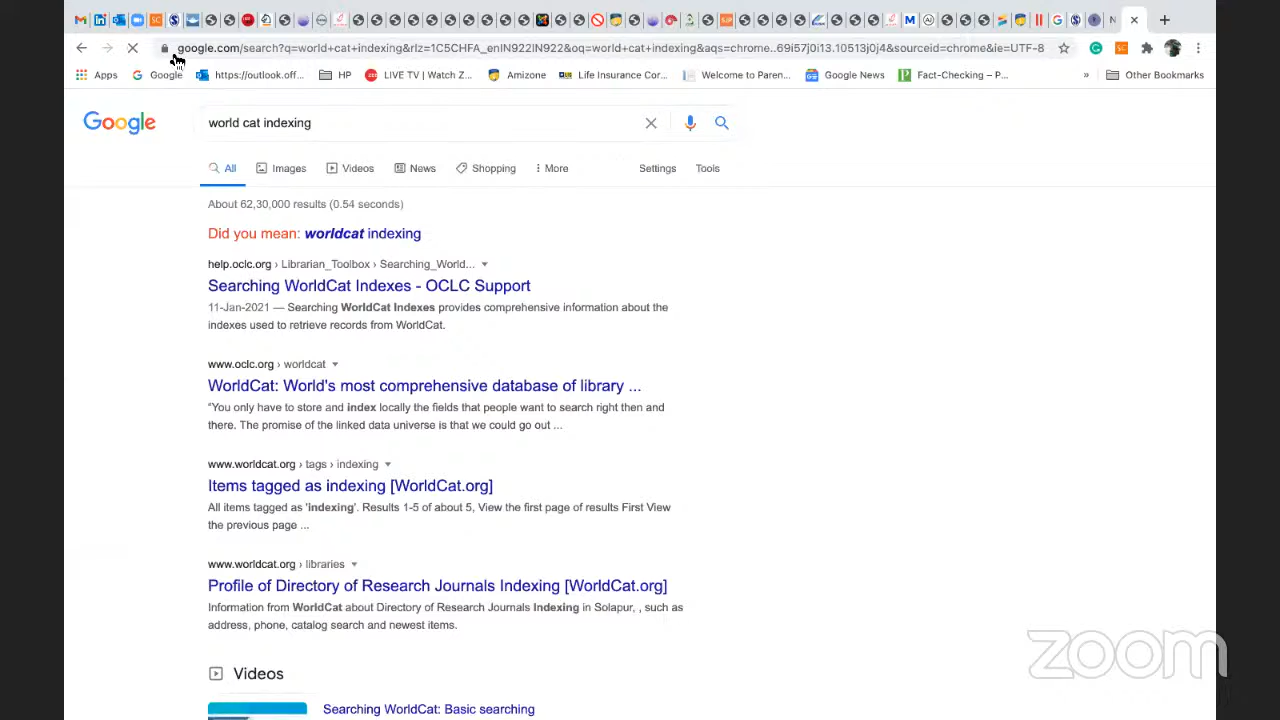 google.com/search?q=world+cat+indexing&rlz=1C5CHFA_enIN922IN922&oq=world+cat+indexing&aqs=chrome..69i57j0i13.10513j0j4&sourceid=chrome&ie=UTF-8
Apps Google https://outlook.off... HP LIVE TV | Watch Z... Amizone Life Insurance Cor... Welcome to Paren... Google News Fact-Checking – P... » Other Bookmarks
Google world cat indexing
All Images Videos News Shopping More Settings Tools
About 62,30,000 results (0.54 seconds)
Did you mean: worldcat indexing
help.oclc.org › Librarian_Toolbox › Searching_World...
Searching WorldCat Indexes - OCLC Support
11-Jan-2021 — Searching WorldCat Indexes provides comprehensive information about the
indexes used to retrieve records from WorldCat.
www.oclc.org › worldcat
WorldCat: World's most comprehensive database of library ...
“You only have to store and index locally the fields that people want to search right then and
there. The promise of the linked data universe is that we could go out ...
www.worldcat.org › tags › indexing
Items tagged as indexing [WorldCat.org]
All items tagged as 'indexing'. Results 1-5 of about 5, View the first page of results First View
the previous page ...
www.worldcat.org › libraries
Profile of Directory of Research Journals Indexing [WorldCat.org]
Information from WorldCat about Directory of Research Journals Indexing in Solapur, , such as
address, phone, catalog search and newest items.
zoom
Videos
Searching WorldCat: Basic searching